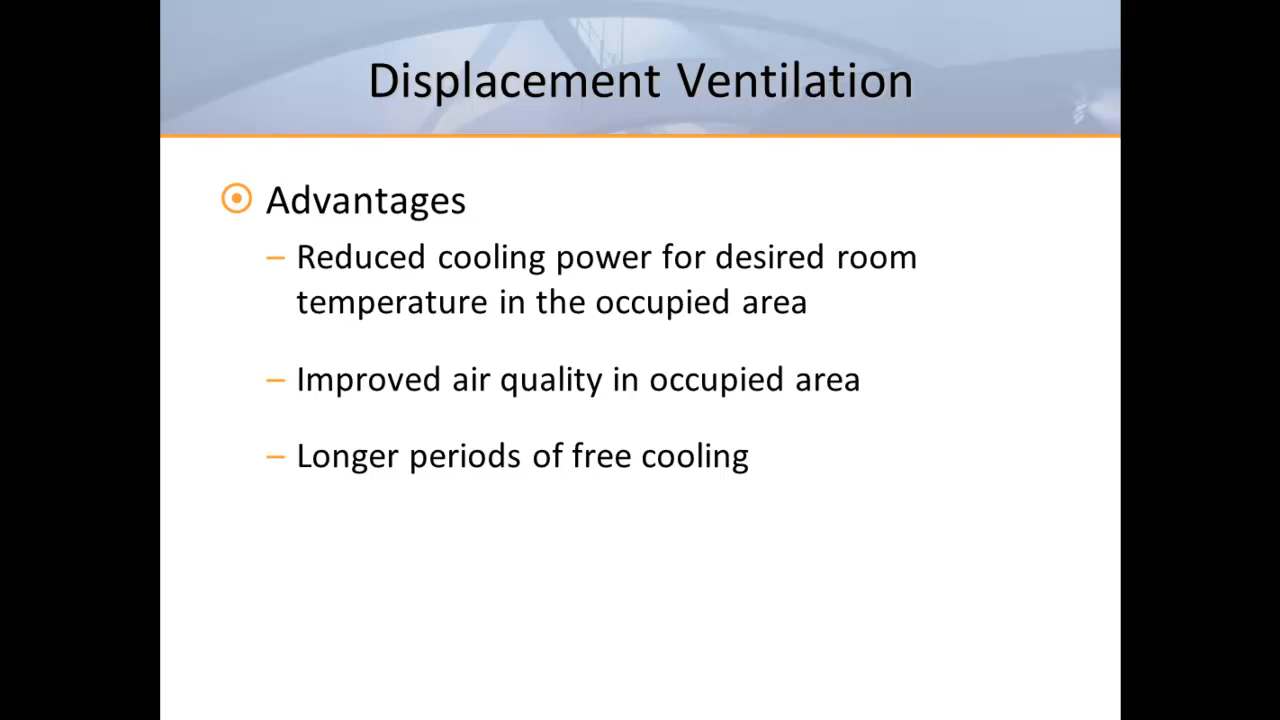 Displacement Ventilation
Advantages
– Reduced cooling power for desired room
temperature in the occupied area
– Improved air quality in occupied area
– Longer periods of free cooling